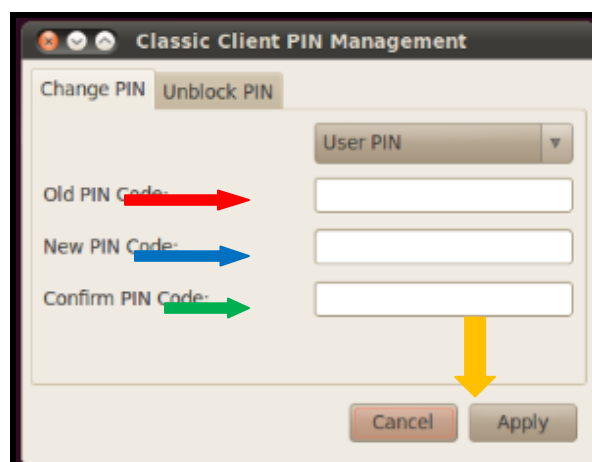 Classic Client PIN Management
Change PIN Unblock PIN
User PIN
Old PIN Code:
New PIN Code:
Confirm PIN Code:
Cancel Apply